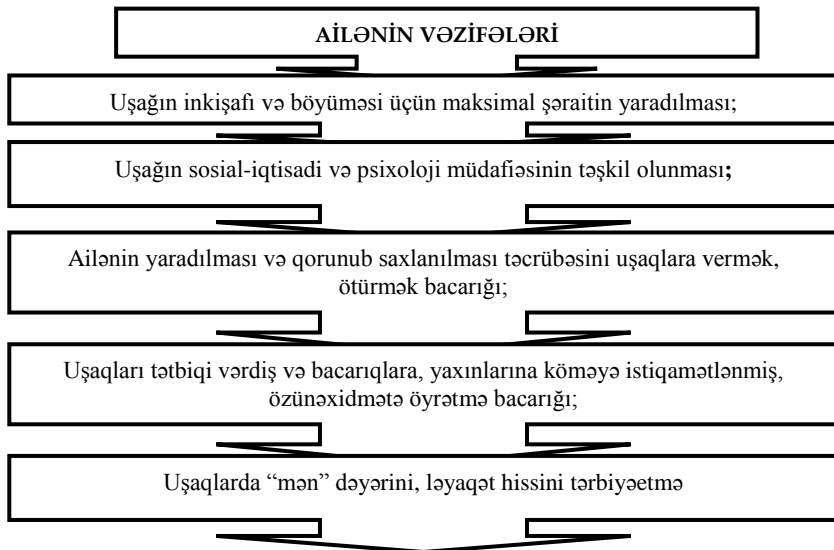 AİLƏNİN VƏZİFƏLƏRİ
Uşağın inkişafı və böyüməsi üçün maksimal şəraitin yaradılması;
Uşağın sosial-iqtisadi və psixoloji müdafiəsinin təşkil olunması;
Ailənin yaradılması və qorunub saxlanılması təcrübəsini uşaqlara vermək,
ötürmək bacarığı;
Uşaqları tətbiqi vərdiş və bacarıqlara, yaxınlarına köməyə istiqamətlənmiş,
özünəxidmətə öyrətmə bacarığı;
Uşaqlarda “mən” dəyərini, ləyaqət hissini tərbiyəetmə